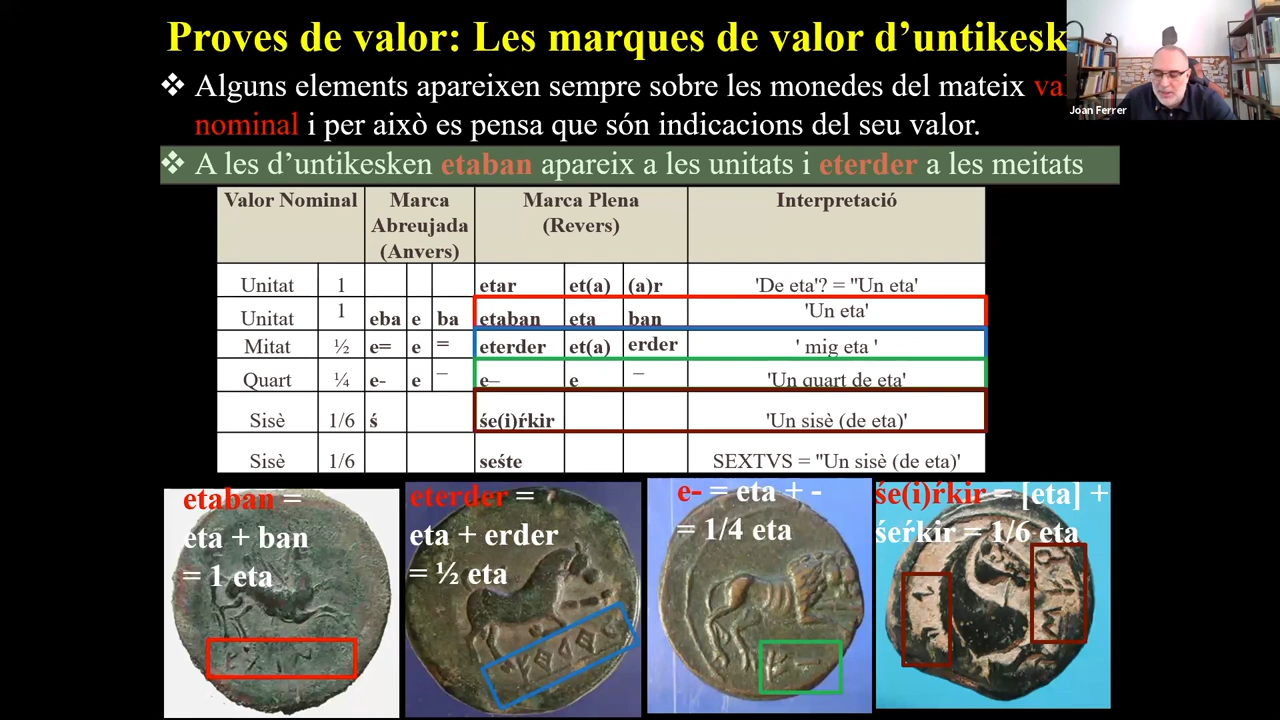 Proves de valor: Les marques de valor d’untikesk
Joan Ferrer
❖ Alguns elements apareixen sempre sobre les monedes del mateix va
nominal i per això es pensa que són indicacions del seu valor.
❖ A les d’untikesken etaban apareix a les unitats i eterder a les meitats
Valor Nominal Marca Abreujada (Anvers) Marca Plena (Revers) Interpretació
Unitat 1 etar et(a) (a)r 'De eta'? = "Un eta'
Unitat 1 eba e ba etaban eta ban 'Un eta'
Mitat ½ e= e = eterder et(a) erder ' mig eta '
Quart ¼ e- e – e– e – 'Un quart de eta'
Sisè 1/6 ś śe(i)ŕkir 'Un sisè (de eta)'
Sisè 1/6 seśte SEXTVS = "Un sisè (de eta)'
etaban =
eta + ban
= 1 eta
eterder =
eta + erder
= ½ eta
e- = eta + -
= 1/4 eta
śe(i)ŕkir = [eta] +
śeŕkir = 1/6 eta